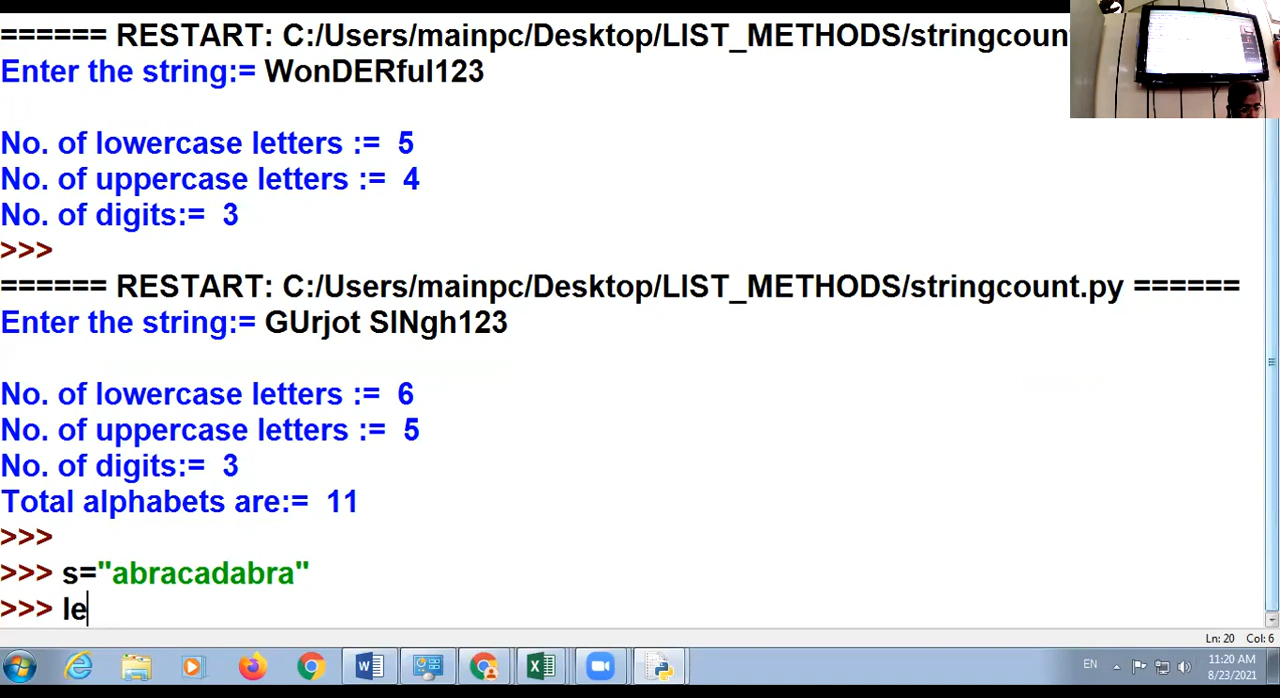 ====== RESTART: C:/Users/mainpc/Desktop/LIST_METHODS/stringcount
Enter the string:= WonDERful123
No. of lowercase letters := 5
No. of uppercase letters := 4
No. of digits:= 3
>>>
====== RESTART: C:/Users/mainpc/Desktop/LIST_METHODS/stringcount.py ======
Enter the string:= GUrjot SINgh123
No. of lowercase letters := 6
No. of uppercase letters := 5
No. of digits:= 3
Total alphabets are:= 11
>>>
>>> s="abracadabra"
>>> le
Ln: 20 Col: 6
EN 11:20 AM
8/23/2021